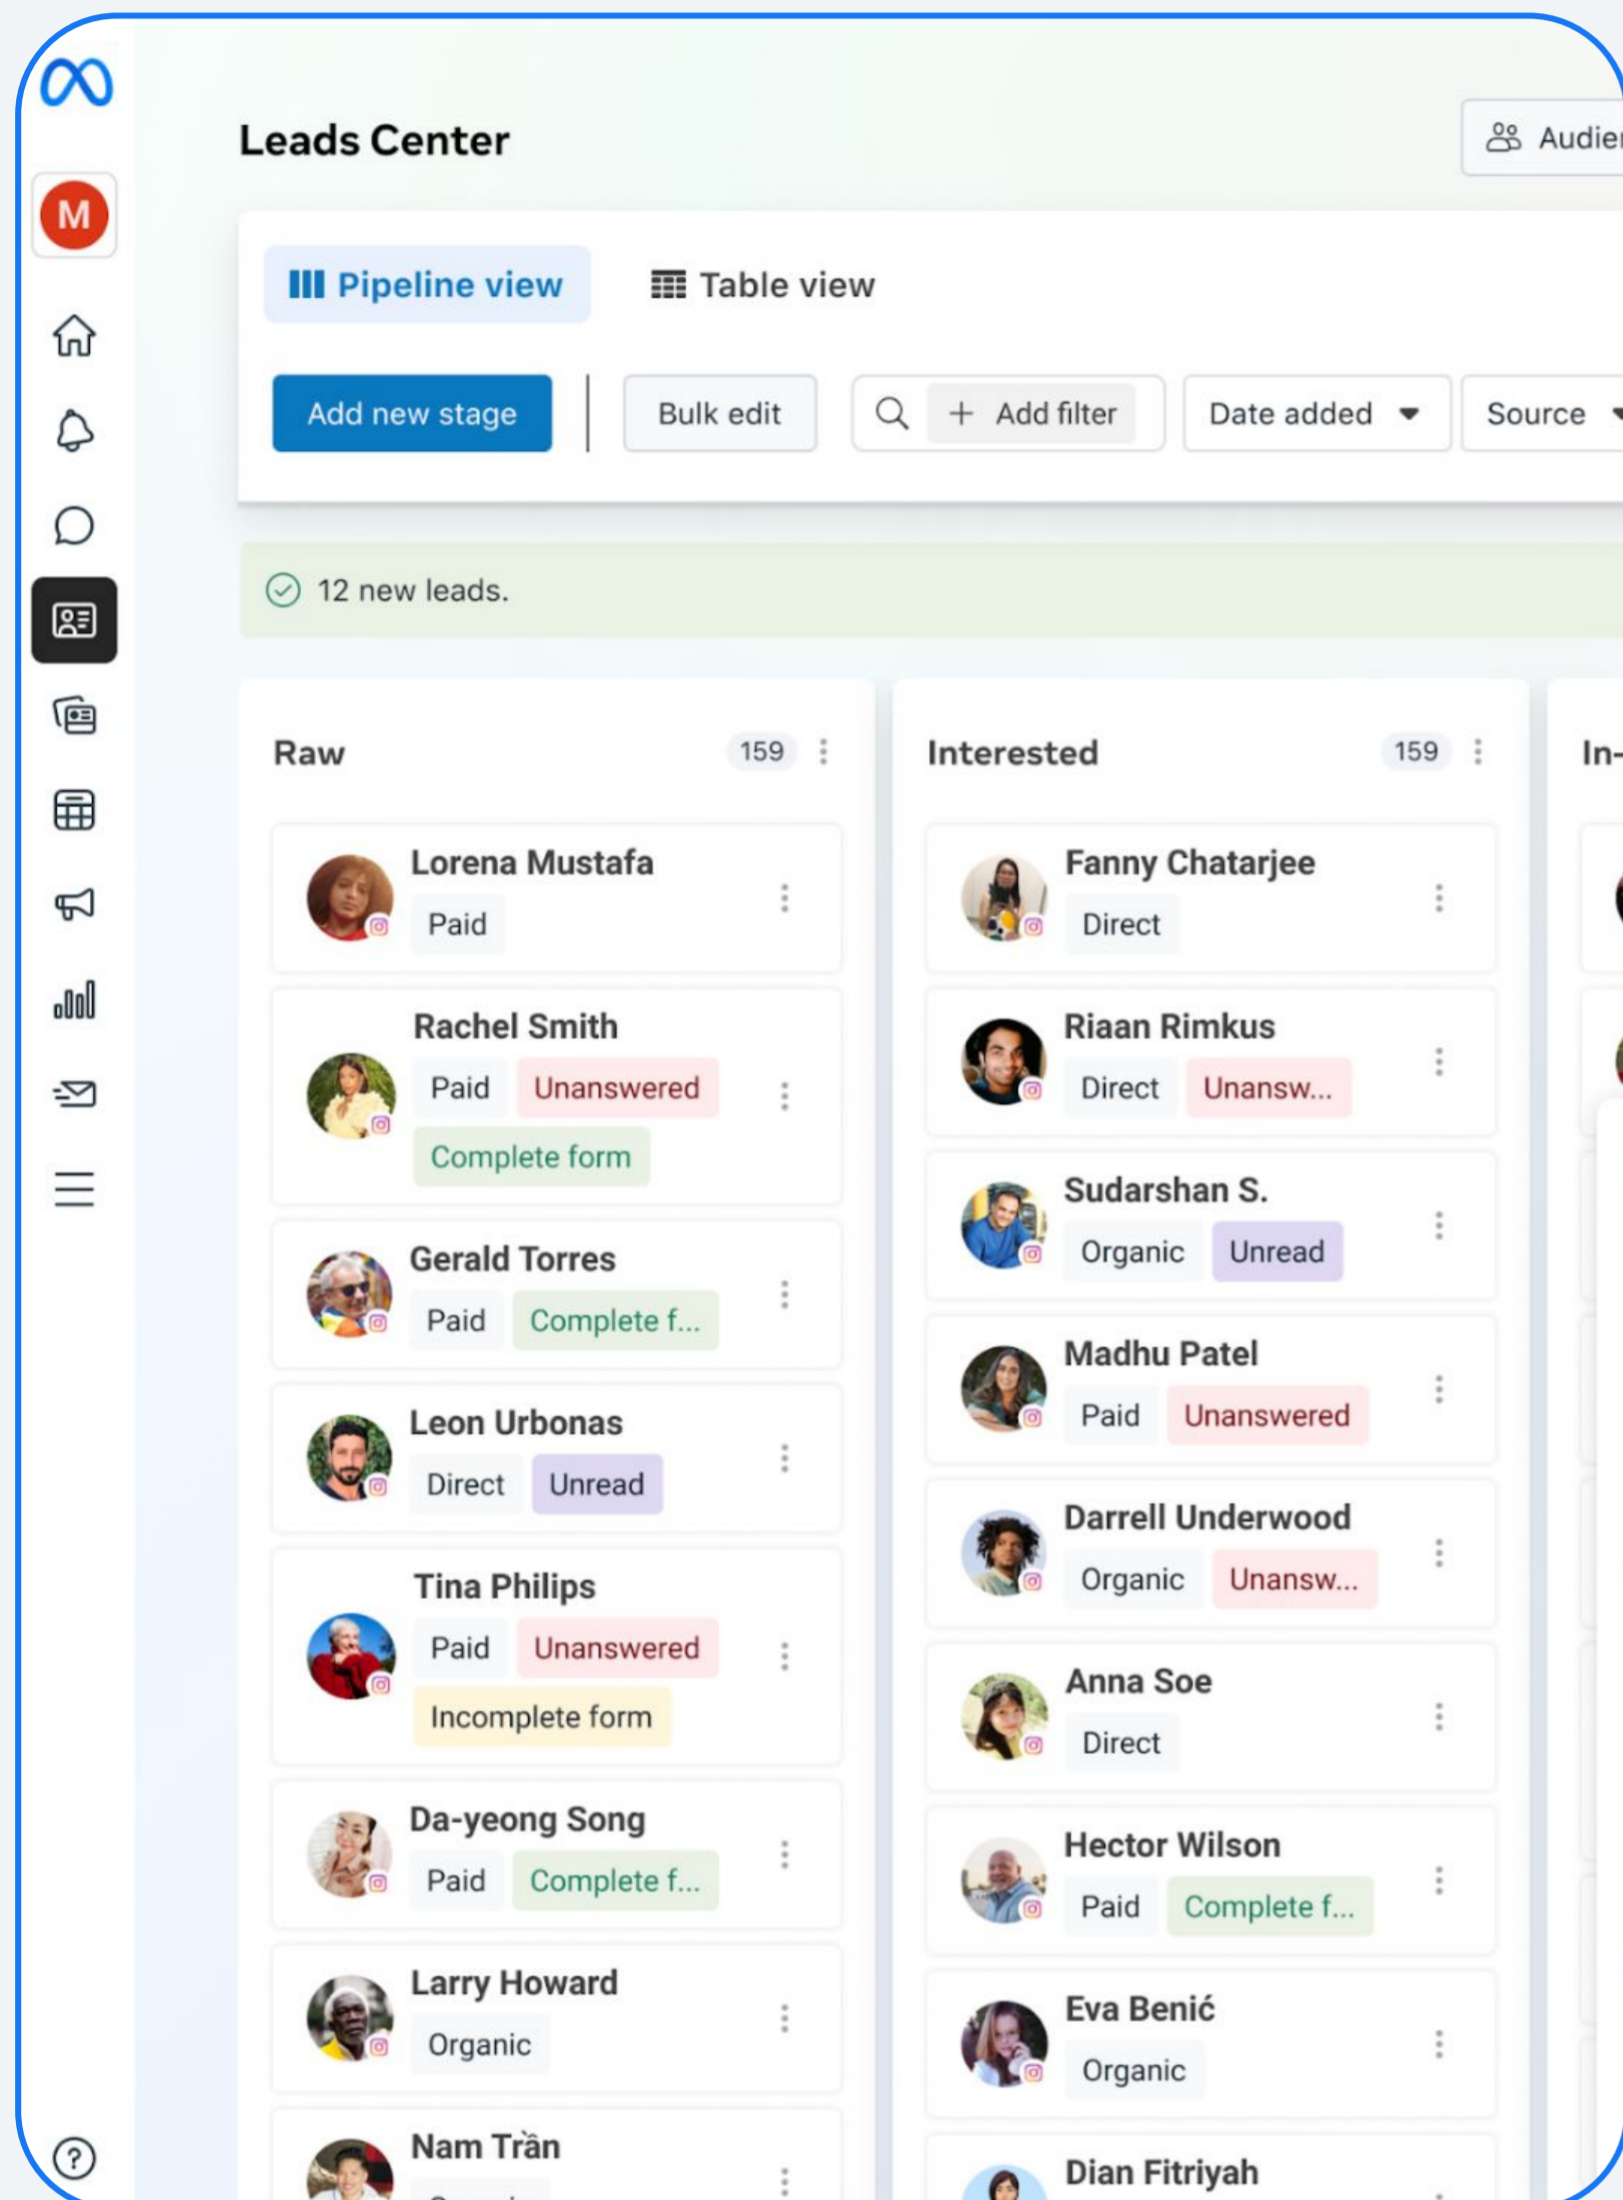 Leads Center
M
Pipeline view
Table view
Add new stage
Bulk edit
+ Add filter
Date added
Source
12 new leads.
Raw
159
Lorena Mustafa
Paid
Rachel Smith
Paid
Unanswered
Complete form
Gerald Torres
Paid
Complete f...
Leon Urbonas
Direct
Unread
Tina Philips
Paid
Unanswered
Incomplete form
Da-yeong Song
Paid
Complete f...
Larry Howard
Organic
Nam Trần
Interested
159
Fanny Chatarjee
Direct
Riaan Rimkus
Direct
Unansw...
Sudarshan S.
Organic
Unread
Madhu Patel
Paid
Unanswered
Darrell Underwood
Organic
Unansw...
Anna Soe
Direct
Hector Wilson
Paid
Complete f...
Eva Benić
Organic
Dian Fitriyah
In-
?